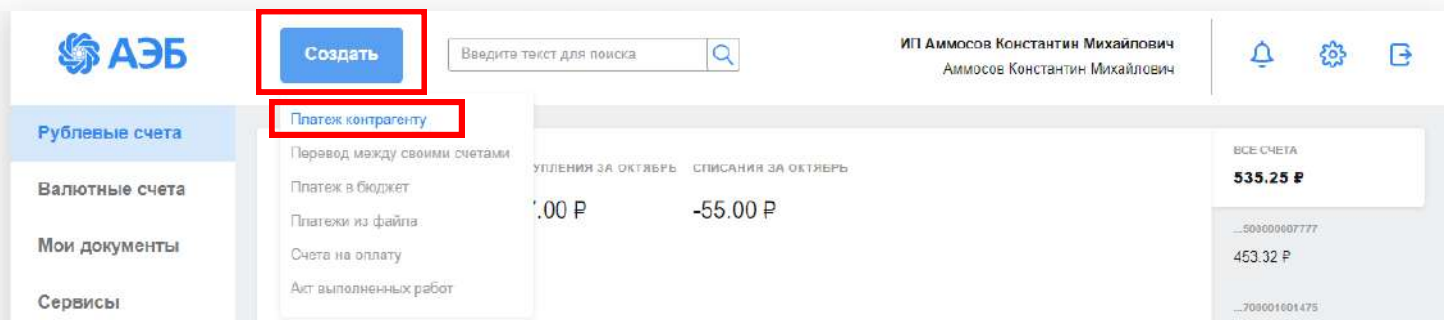 АЭБ
Создать
Введите текст для поиска
ИП Аммосов Константин Михайлович
Аммосов Константин Михайлович
Рублевые счета
Валютные счета
Мои документы
Сервисы
Платеж контрагенту
Перевод между своими счетами
Платеж в бюджет
Платежи из файла
Счета на оплату
Акт выполненных работ
СПИСАНИЯ ЗА ОКТЯБРЬ
.00 ₽
-55.00 ₽
ВСЕ СЧЕТА
535.25 ₽
453.32 ₽